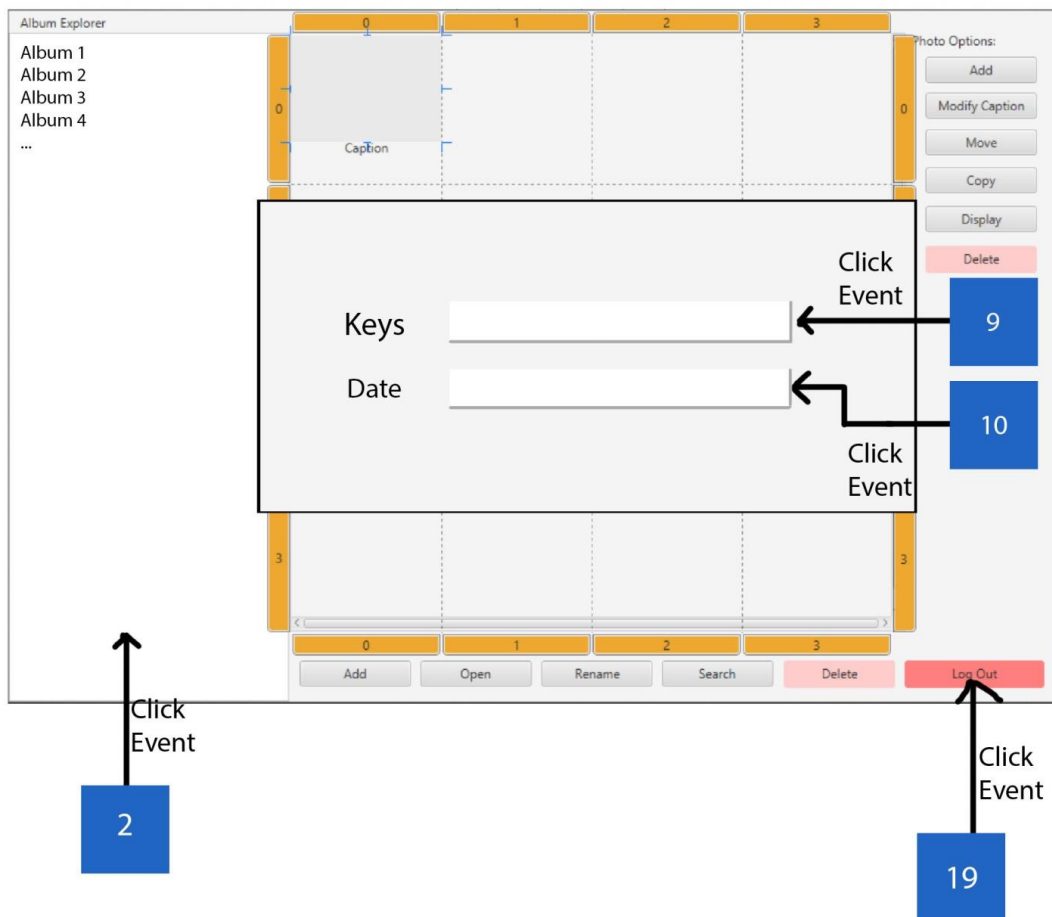 Album Explorer
0
1
2
3
Photo Options:
Album 1
Album 2
Album 3
Album 4
...
0
0
Caption
Add
Modify Caption
Move
Copy
Display
Delete
Click
Event
Keys
9
Date
10
Click
Event
3
3
0
1
2
3
Add
Open
Rename
Search
Delete
Log Out
Click
Event
Click
Event
2
19